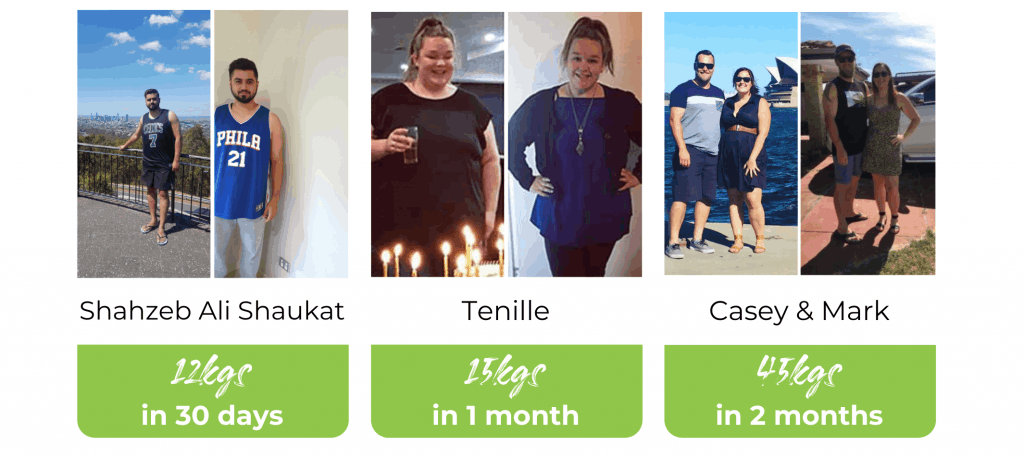 PHILA
21
7
Shahzeb Ali Shaukat
Tenille
Casey & Mark
12kgs
in 30 days
15kgs
in 1 month
45kgs
in 2 months